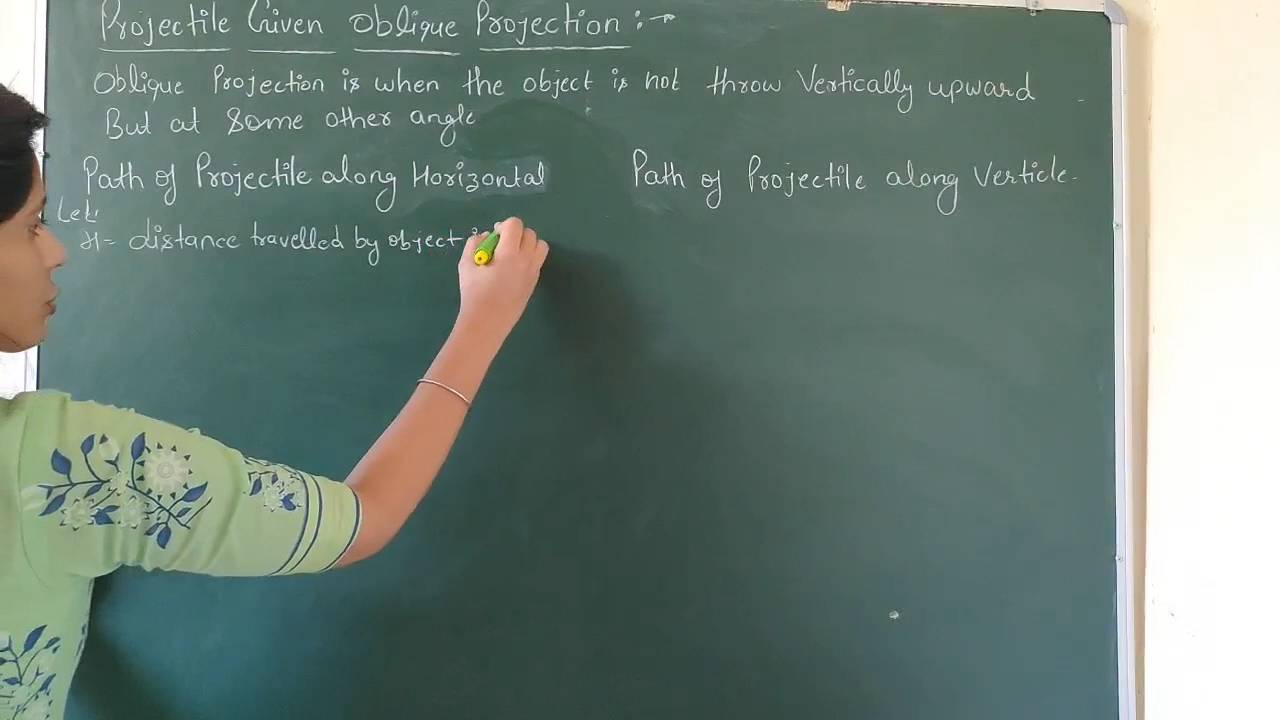 Projectile Given Oblique Projection :-
Oblique Projection is when the object is not throw Vertically upward
But at some other angle
Path of Projectile along Horizontal
Path of Projectile along Verticle.
Let
x = distance travelled by object